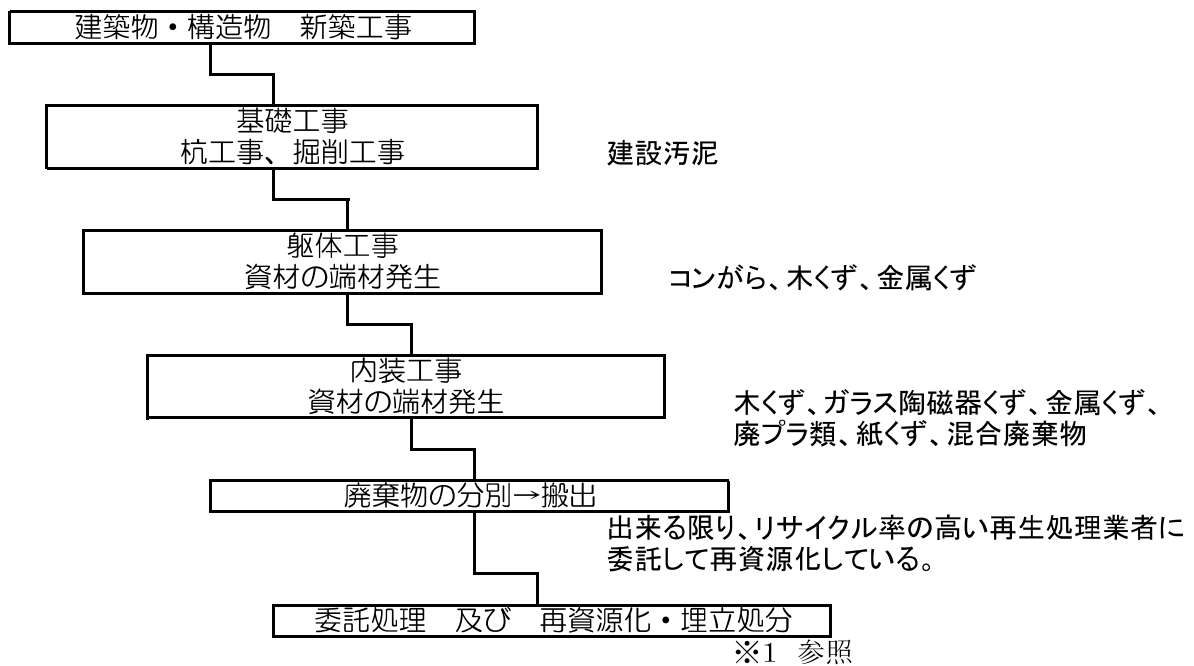 建築物・構造物　新築工事
基礎工事
杭工事、掘削工事
建設汚泥
躯体工事
資材の端材発生
コンがら、木くず、金属くず
内装工事
資材の端材発生
木くず、ガラス陶磁器くず、金属くず、
廃プラ類、紙くず、混合廃棄物
廃棄物の分別→搬出
出来る限り、リサイクル率の高い再生処理業者に
委託して再資源化している。
委託処理　及び　再資源化・埋立処分
※1　参照